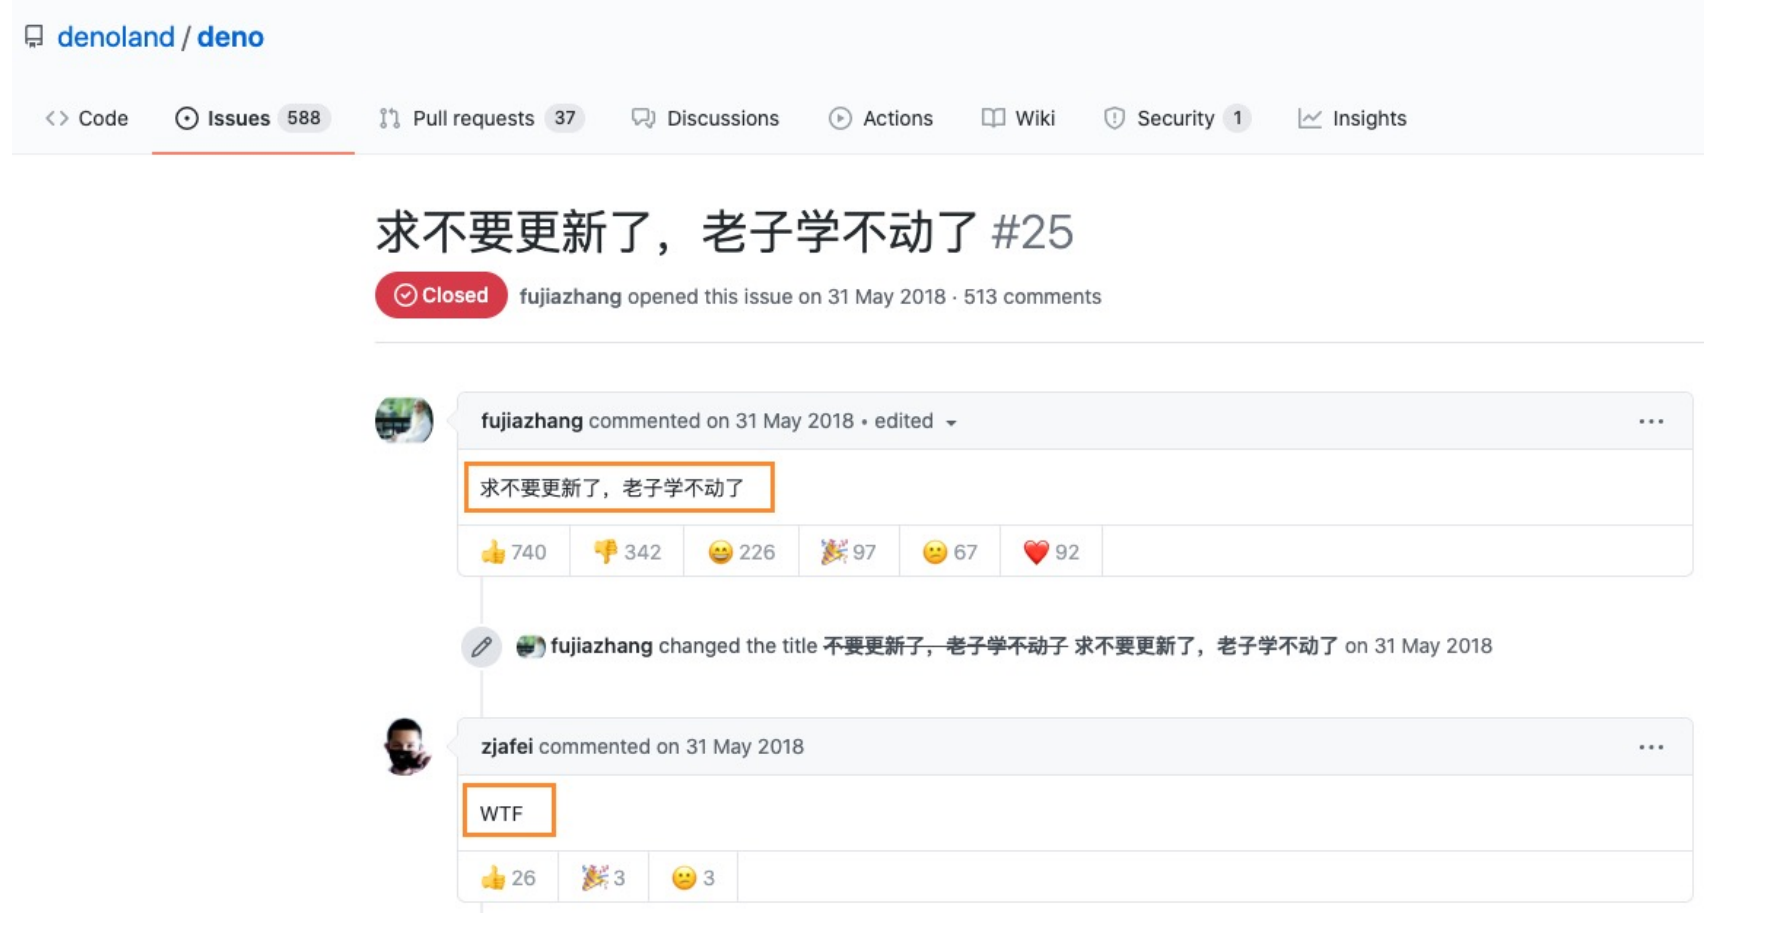 denoland / deno
Code Issues 588 Pull requests 37 Discussions Actions Wiki Security 1 Insights
求不要更新了，老子学不动了 #25
Closed fujiazhang opened this issue on 31 May 2018 · 513 comments
fujiazhang commented on 31 May 2018 • edited
求不要更新了，老子学不动了
740 342 226 97 67 92
fujiazhang changed the title 不要更新了，老子学不动了 求不要更新了，老子学不动了 on 31 May 2018
zjafei commented on 31 May 2018
WTF
26 3 3